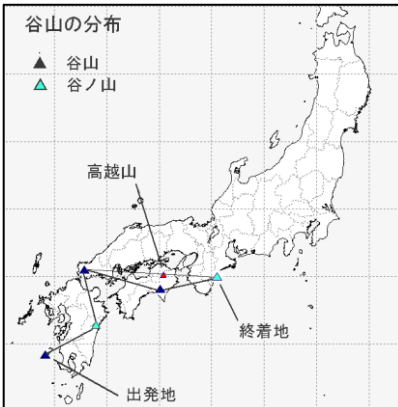 谷山の分布
谷山
谷ノ山
高越山
終着地
出発地